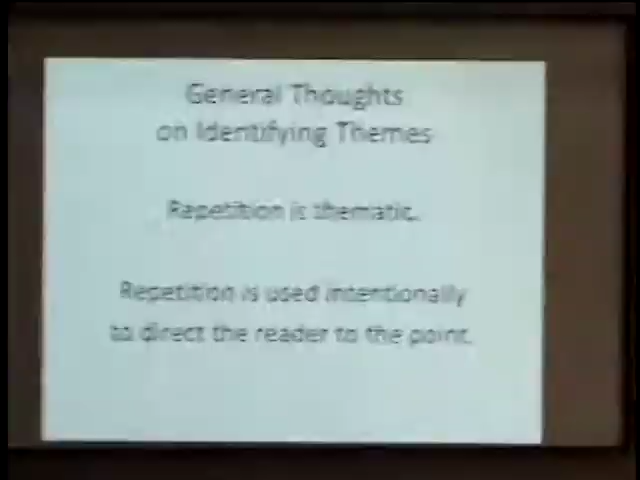 General Thoughts
on Identifying Themes
Repetition is thematic.
Repetition is used intentionally
to direct the reader to the point.